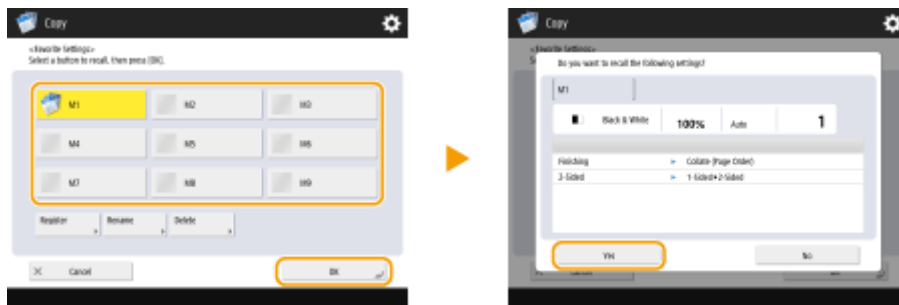 Copy
<Favorite Settings>
Select a button to recall, then press [OK].
M1
M2
M3
M4
M5
M6
M7
M8
M9
Register
Rename
Delete
Cancel
OK
Copy
<Favorite Settings>
Do you want to recall the following settings?
M1
Black & White
100%
Auto
1
Finishing
Collate (Page Order)
2-Sided
1-Sided▸2-Sided
Yes
No